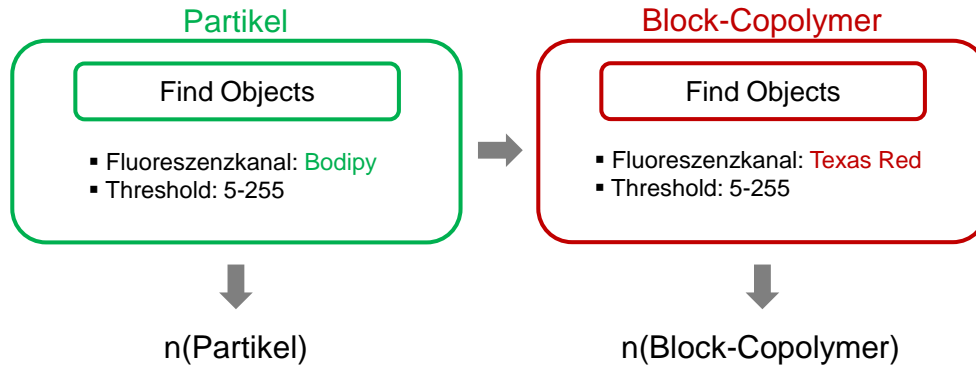 Partikel
Find Objects
▪ Fluoreszenzkanal: Bodipy
▪ Threshold: 5-255
n(Partikel)
Block-Copolymer
Find Objects
▪ Fluoreszenzkanal: Texas Red
▪ Threshold: 5-255
n(Block-Copolymer)